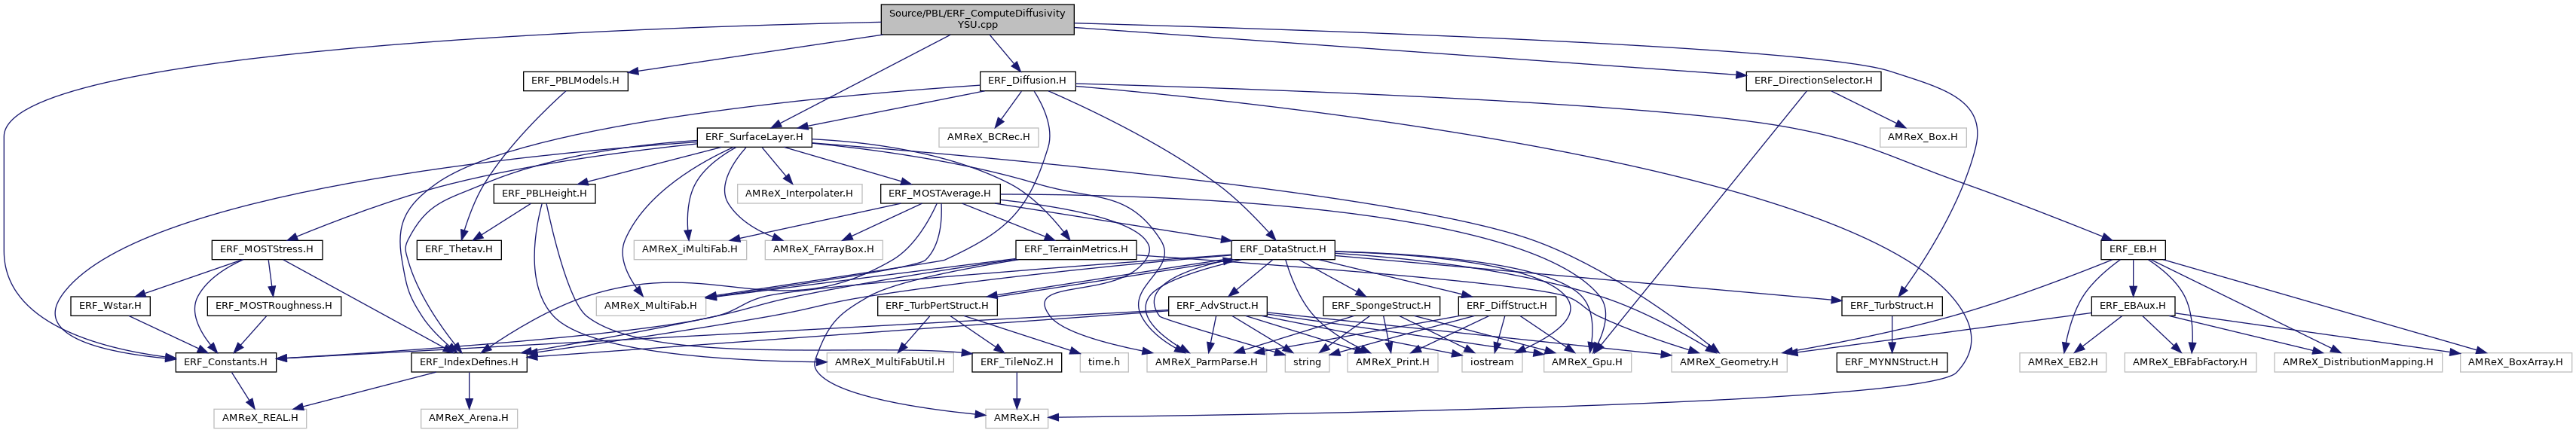 Source/PBL/ERF_ComputeDiffusivity
YSU.cpp
ERF_PBLModels.H
ERF_Diffusion.H
ERF_DirectionSelector.H
ERF_SurfaceLayer.H
AMReX_BCRec.H
AMReX_Box.H
ERF_PBLHeight.H
AMReX_Interpolater.H
ERF_MOSTAverage.H
ERF_MOSTStress.H
ERF_Thetav.H
AMReX_iMultiFab.H
AMReX_FArrayBox.H
ERF_TerrainMetrics.H
ERF_DataStruct.H
ERF_EB.H
ERF_Wstar.H
ERF_MOSTRoughness.H
AMReX_MultiFab.H
ERF_TurbPertStruct.H
ERF_AdvStruct.H
ERF_SpongeStruct.H
ERF_DiffStruct.H
ERF_TurbStruct.H
ERF_EBAux.H
ERF_Constants.H
ERF_IndexDefines.H
AMReX_MultiFabUtil.H
ERF_TileNoZ.H
time.h
AMReX_ParmParse.H
string
AMReX_Print.H
iostream
AMReX_Gpu.H
AMReX_Geometry.H
ERF_MYNNStruct.H
AMReX_EB2.H
AMReX_EBFabFactory.H
AMReX_DistributionMapping.H
AMReX_BoxArray.H
AMReX_REAL.H
AMReX_Arena.H
AMReX.H